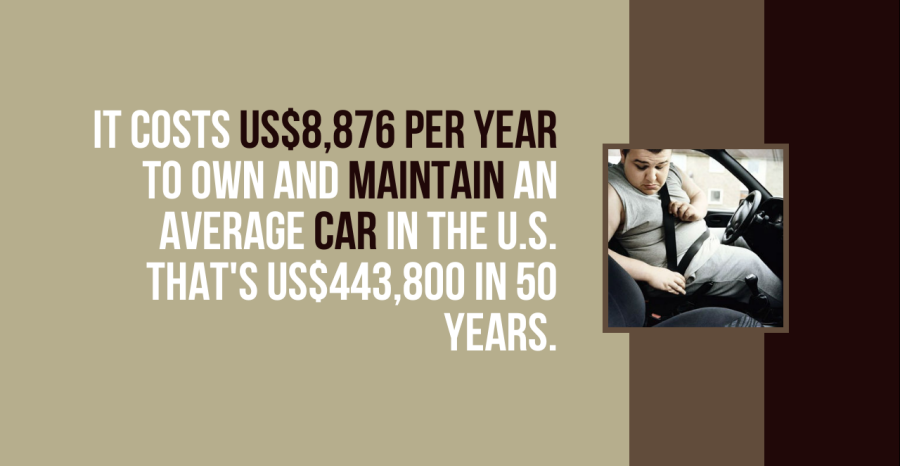 IT COSTS US$8,876 PER YEAR
TO OWN AND MAINTAIN AN
AVERAGE CAR IN THE U.S.
THAT'S US$443,800 IN 50
YEARS.